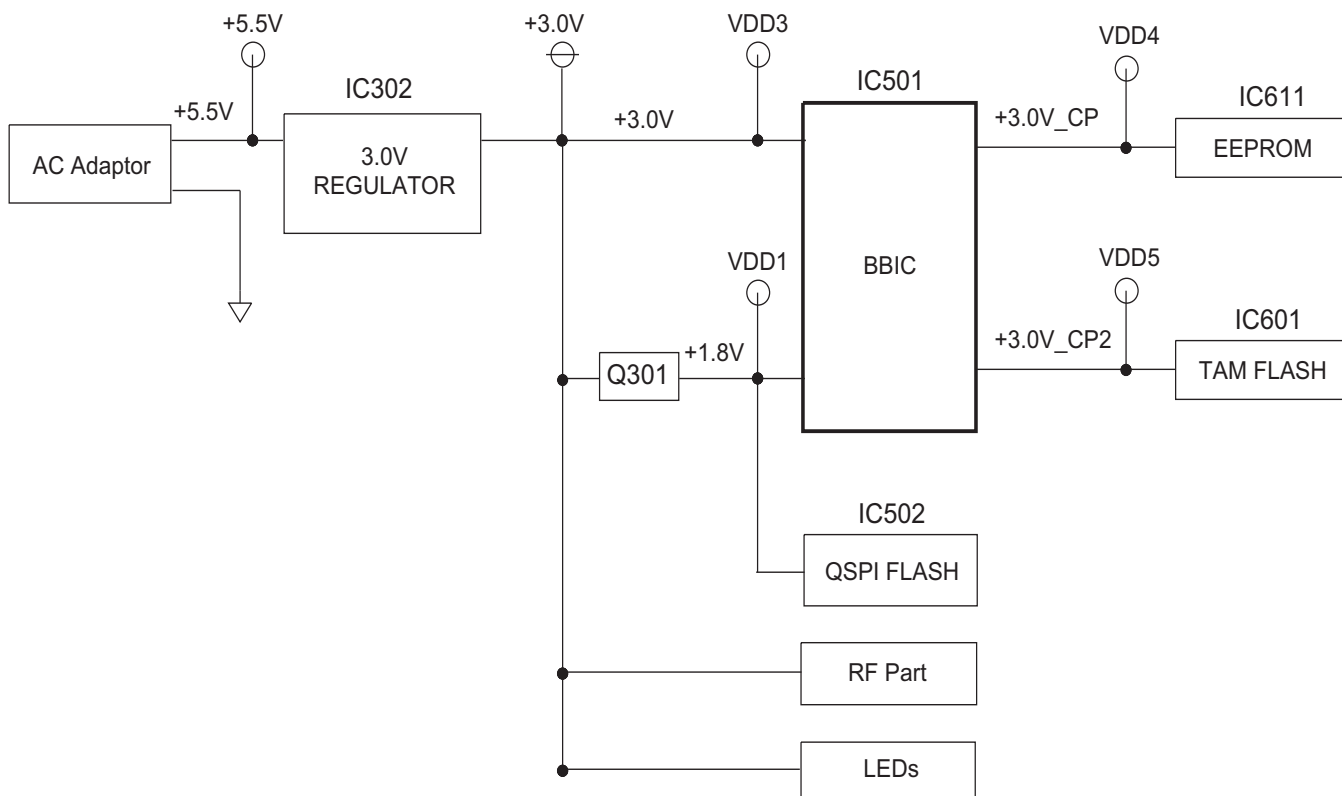 +5.5V
+3.0V
VDD3
VDD4
IC302
IC501
IC611
+5.5V
+3.0V
+3.0V_CP
AC Adaptor
3.0V
REGULATOR
EEPROM
VDD1
BBIC
VDD5
+1.8V
+3.0V_CP2
IC601
Q301
TAM FLASH
IC502
QSPI FLASH
RF Part
LEDs